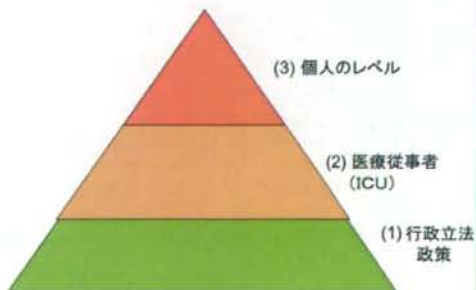 (3) 個人のレベル
(2) 医療従事者
(ICU)
(1) 行政立法
政策